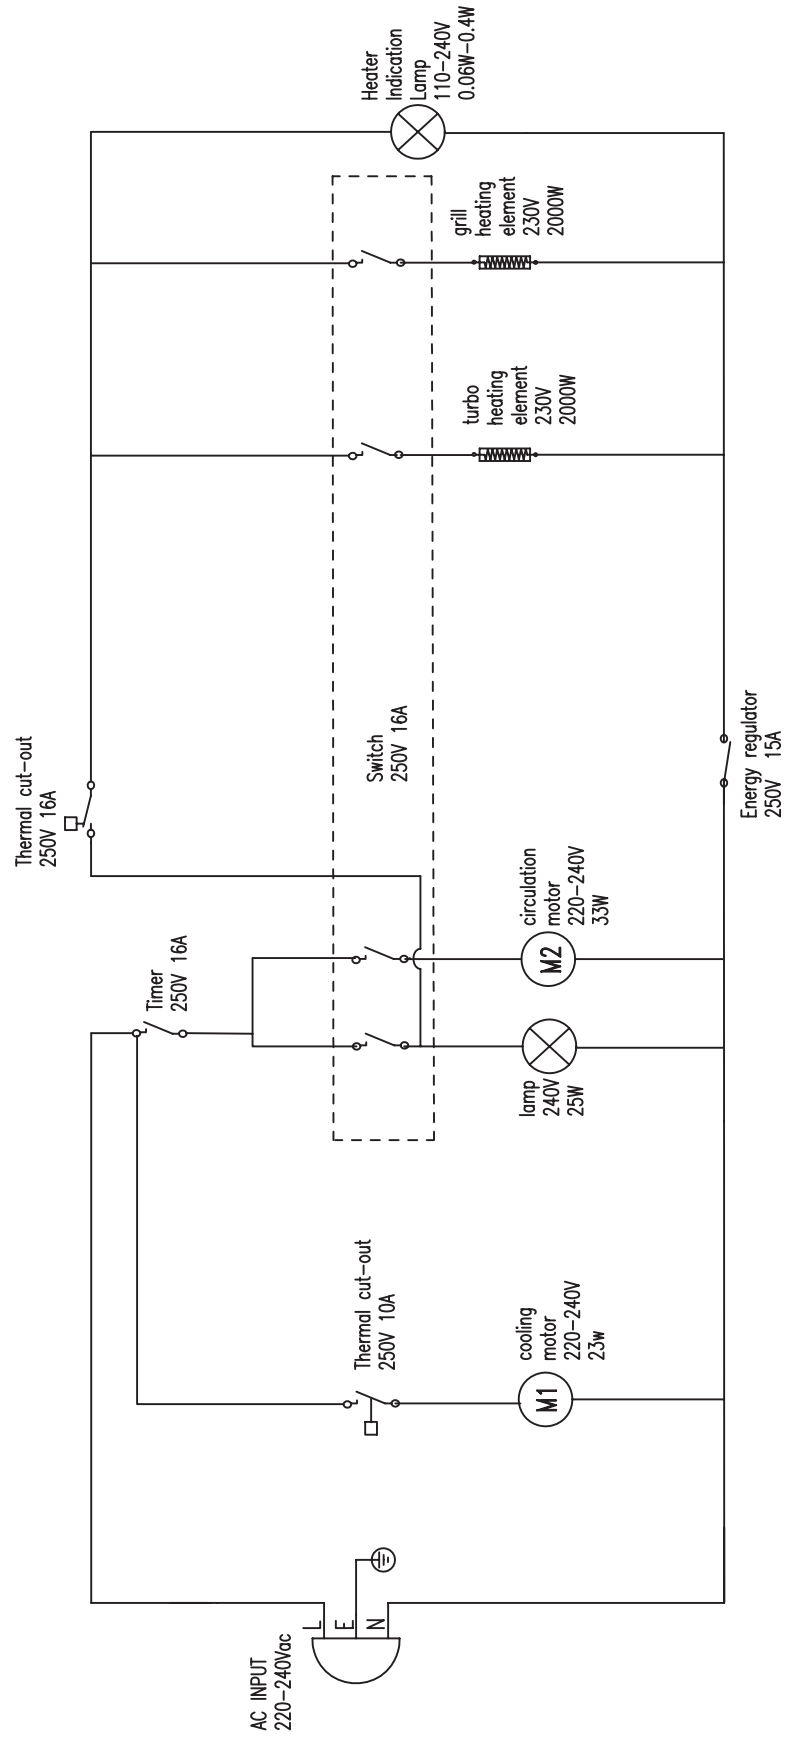 AC INPUT
220-240Vac
L
E
N
Thermal cut-out
250V 10A
cooling
motor
220-240V
23w
M1
Timer
250V 16A
lamp
240V
25W
circulation
motor
220-240V
33W
M2
Thermal cut-out
250V 16A
Switch
250V 16A
Energy regulator
250V 15A
turbo
heating
element
230V
2000W
grill
heating
element
230V
2000W
Heater
Indication
Lamp
110-240V
0.06W-0.4W